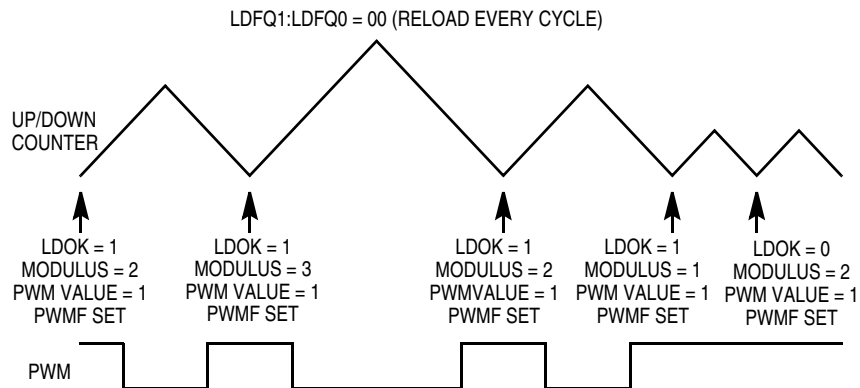 LDFQ1:LDFQ0 = 00 (RELOAD EVERY CYCLE)
UP/DOWN
COUNTER
LDOK = 1
MODULUS = 2
PWM VALUE = 1
PWMF SET
LDOK = 1
MODULUS = 3
PWM VALUE = 1
PWMF SET
LDOK = 1
MODULUS = 2
PWMVALUE = 1
PWMF SET
LDOK = 1
MODULUS = 1
PWM VALUE = 1
PWMF SET
LDOK = 0
MODULUS = 2
PWM VALUE = 1
PWMF SET
PWM